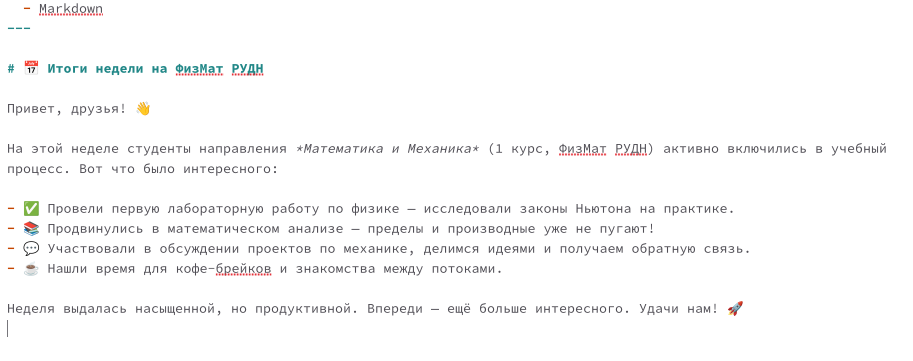 - Markdown
---
# 📅 Итоги недели на ФизМат РУДН
Привет, друзья! 👋
На этой неделе студенты направления *Математика и Механика* (1 курс, ФизМат РУДН) активно включились в учебный
процесс. Вот что было интересного:
- ✅ Провели первую лабораторную работу по физике — исследовали законы Ньютона на практике.
- 📚 Продвинулись в математическом анализе — пределы и производные уже не пугают!
- 💬 Участвовали в обсуждении проектов по механике, делимся идеями и получаем обратную связь.
- ☕ Нашли время для кофе-брейков и знакомства между потоками.
Неделя выдалась насыщенной, но продуктивной. Впереди — ещё больше интересного. Удачи нам! 🚀